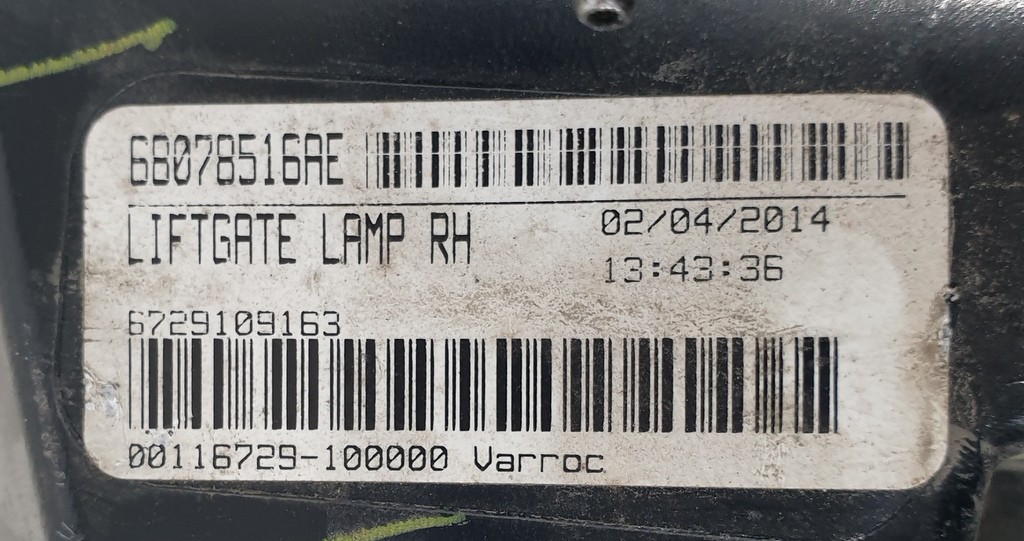 68078516AE
LIFTGATE LAMP RH
02/04/2014
13:43:36
6729109163
00116729-100000 Varroc